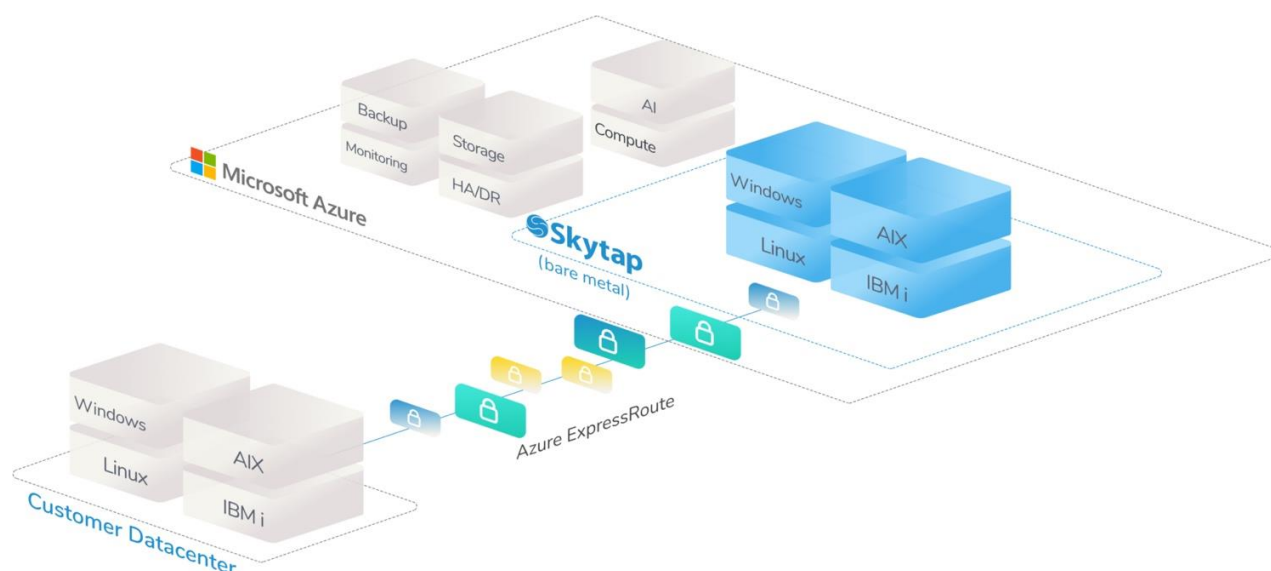 Backup
Monitoring
Storage
HA/DR
AI
Compute
Microsoft Azure
Skytap
(bare metal)
Windows
Linux
AIX
IBM i
Azure ExpressRoute
Windows
Linux
AIX
IBM i
Customer Datacenter